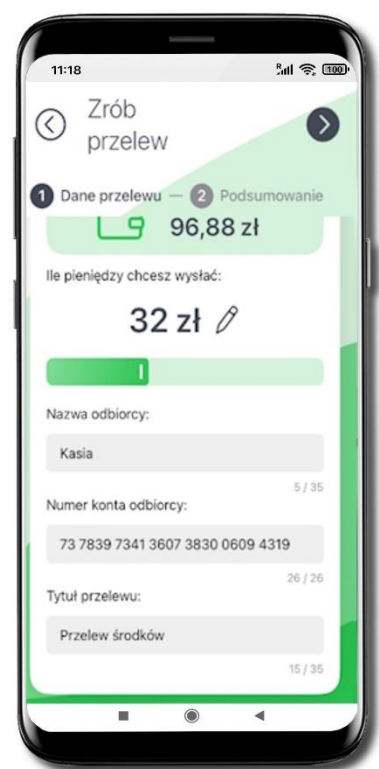 11:18
100
Zrób
przelew
1 Dane przelewu — 2 Podsumowanie
96,88 zł
Ile pieniędzy chcesz wysłać:
32 zł
Nazwa odbiorcy:
Kasia
5 / 35
Numer konta odbiorcy:
73 7839 7341 3607 3830 0609 4319
26 / 26
Tytuł przelewu:
Przelew środków
15 / 35